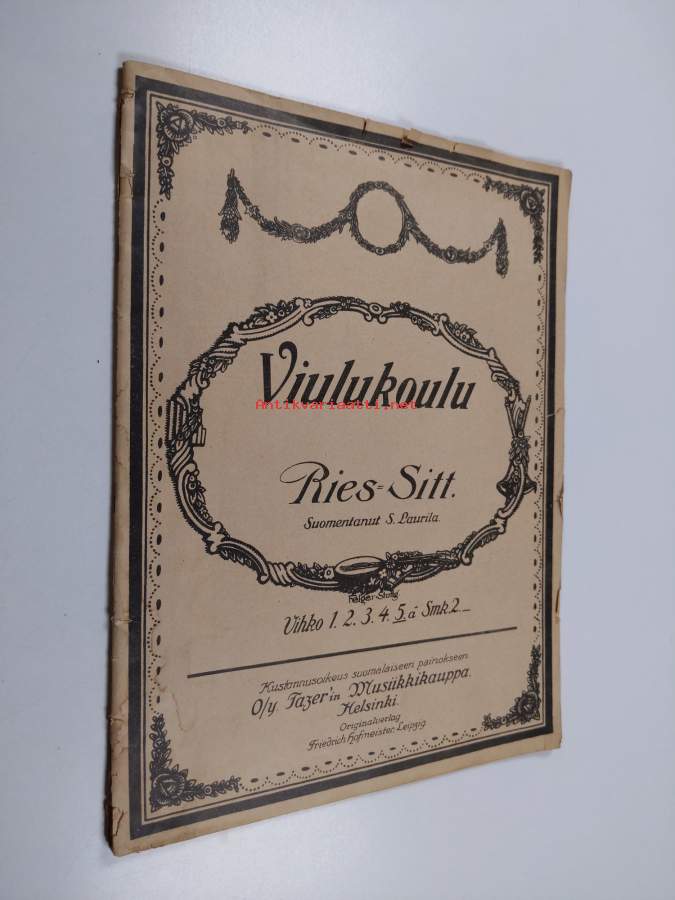 Viulukoulu
Antikvariaatti.net
Ries=Sitt.
Suomentanut S. Laurila.
Vihko 1. 2. 3. 4. 5. á Smk. 2._
Kustannusoikeus suomalaiseen painokseen
O/y. Fazer'in Musiikkikauppa.
Helsinki.
Originalverlag
Friedrich Hofmeister, Leipzig.